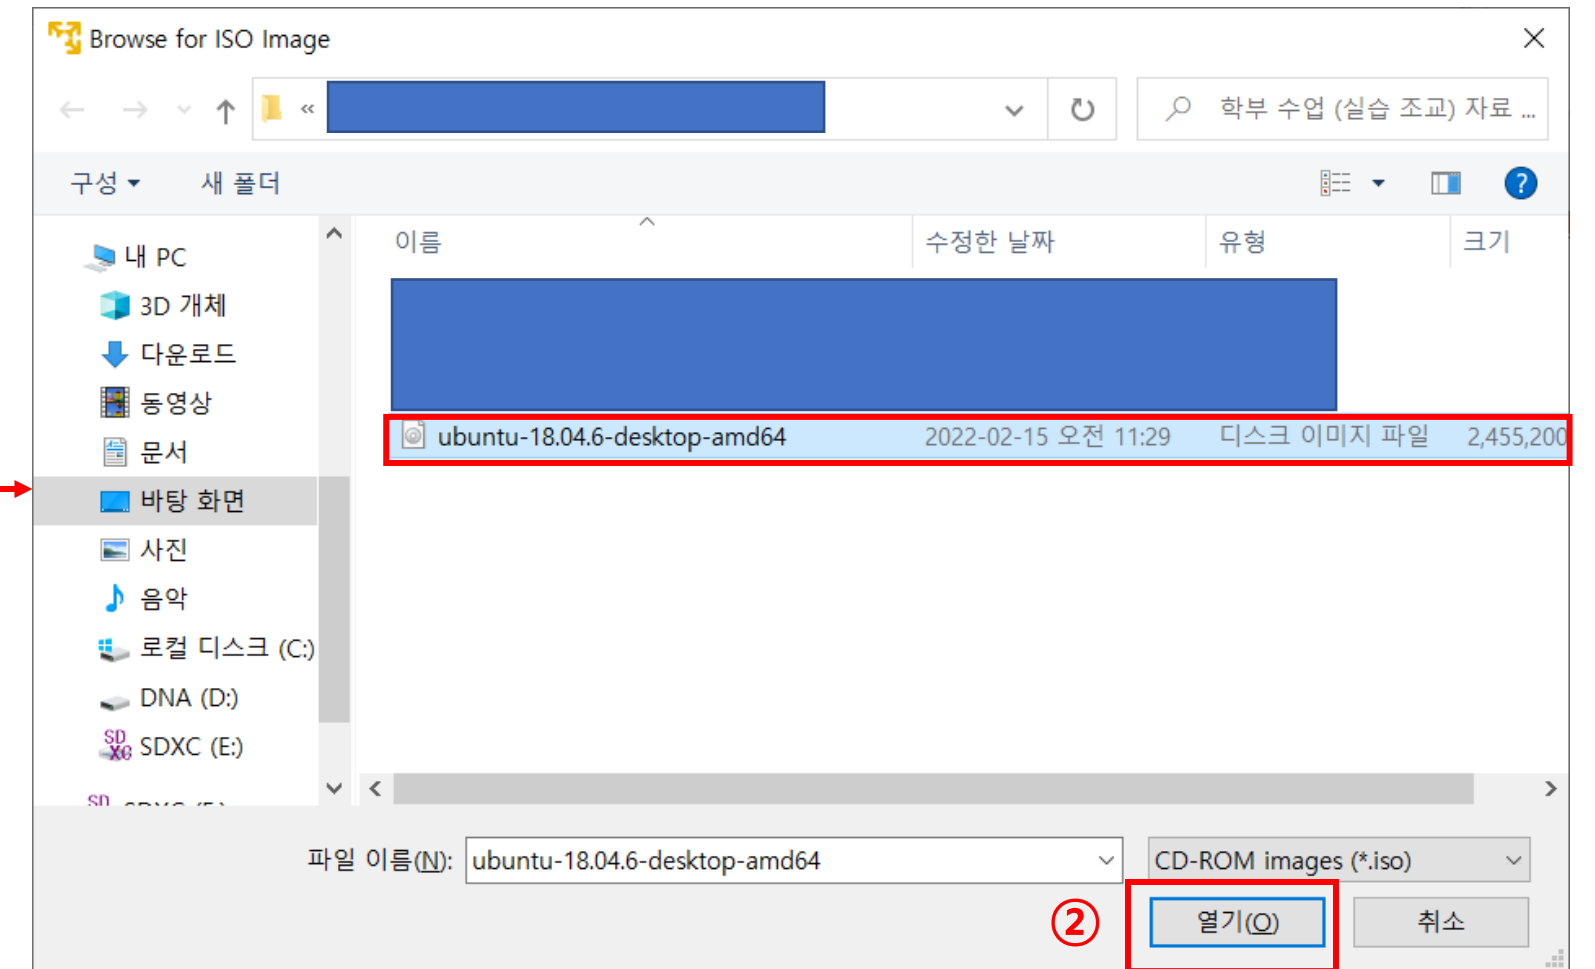 Browse for ISO Image
«
학부 수업 (실습 조교) 자료 ...
구성
새 폴더
?
이름
수정한 날짜
유형
크기
내 PC
3D 개체
다운로드
동영상
문서
바탕 화면
사진
음악
로컬 디스크 (C:)
DNA (D:)
SD
XC
SDXC (E:)
SD
ubuntu-18.04.6-desktop-amd64 2022-02-15 오전 11:29 디스크 이미지 파일 2,455,200
파일 이름(N): ubuntu-18.04.6-desktop-amd64
CD-ROM images (*.iso)
②
열기(O)
취소